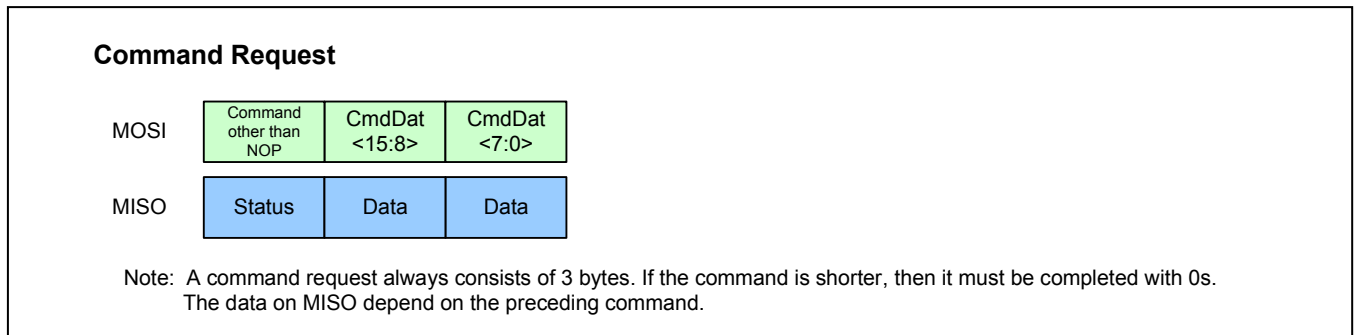 Command Request
MOSI
Command
other than
NOP
CmdDat
<15:8>
CmdDat
<7:0>
MISO
Status
Data
Data
Note: A command request always consists of 3 bytes. If the command is shorter, then it must be completed with 0s.
The data on MISO depend on the preceding command.